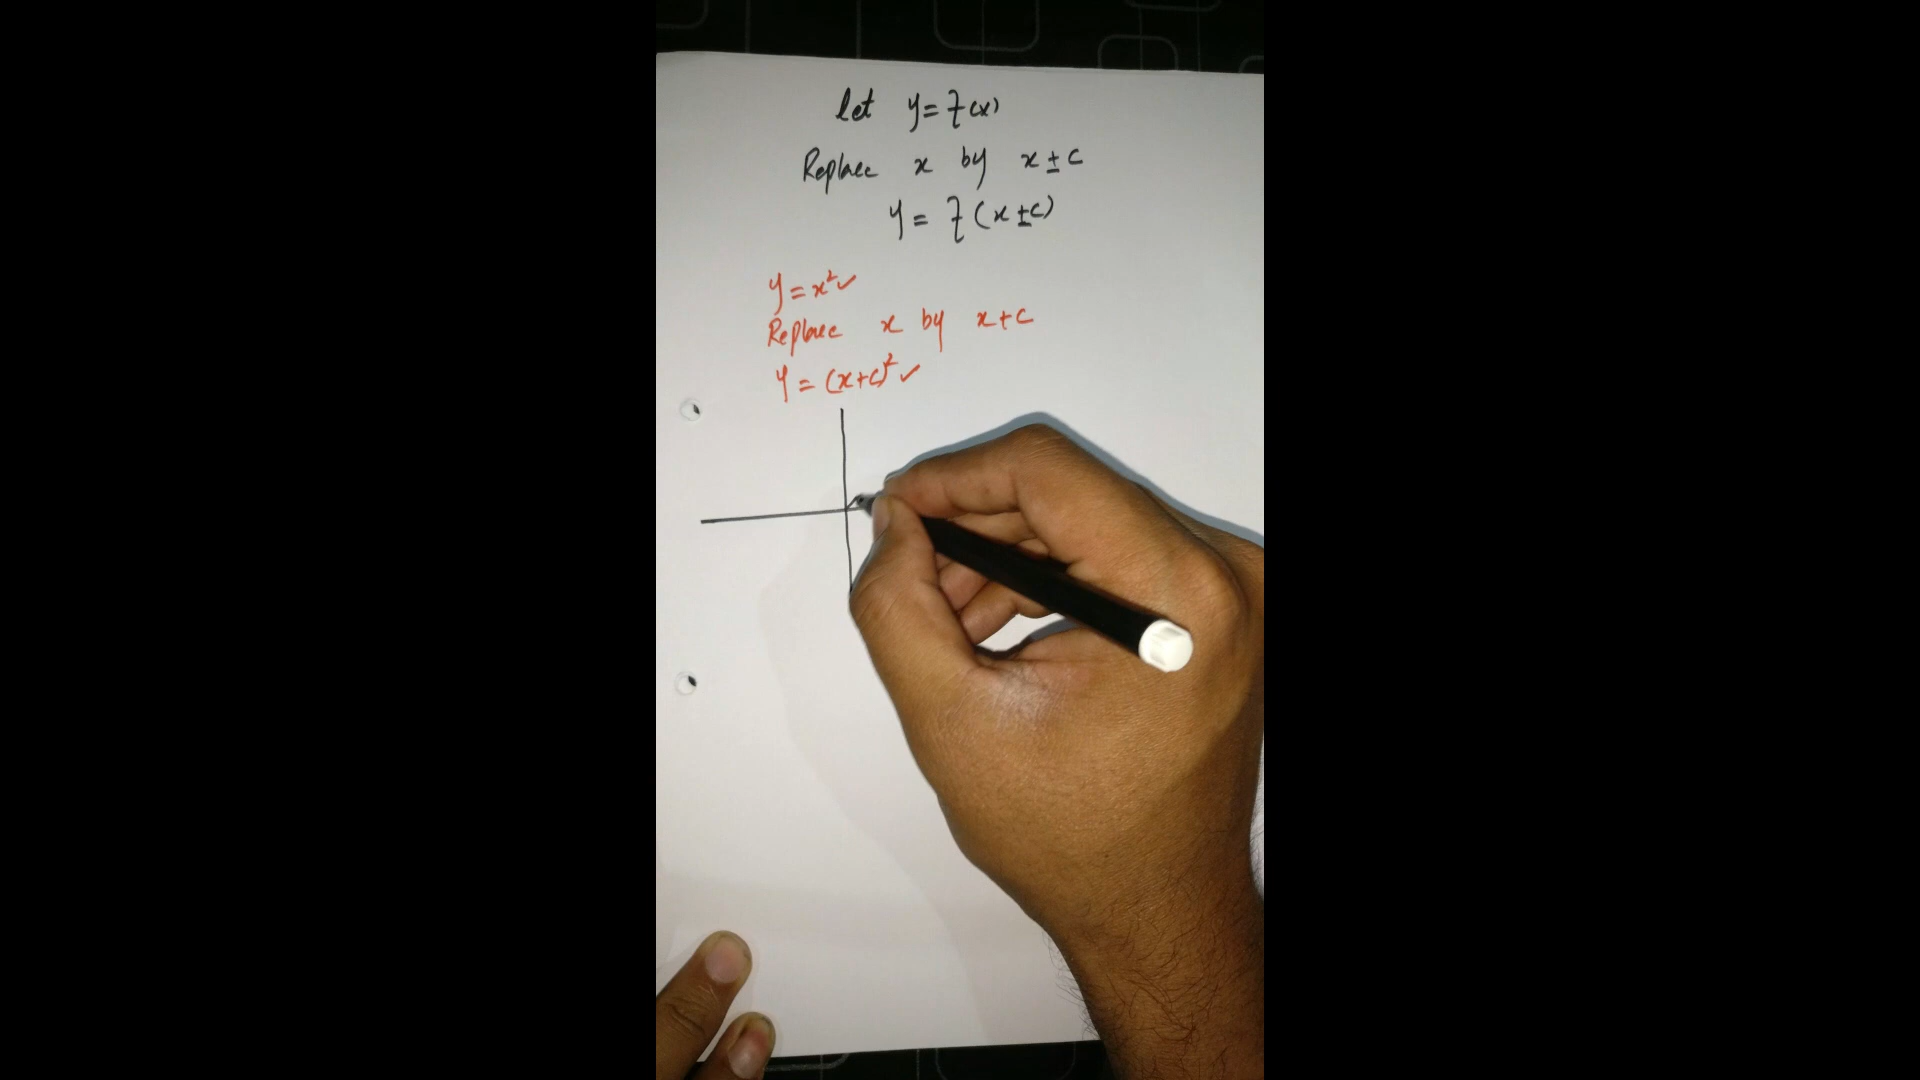 let y = f(x)
Replace x by x ± c
y = f(x ± c)
y = x² ✓
Replace x by x + c
y = (x+c)² ✓